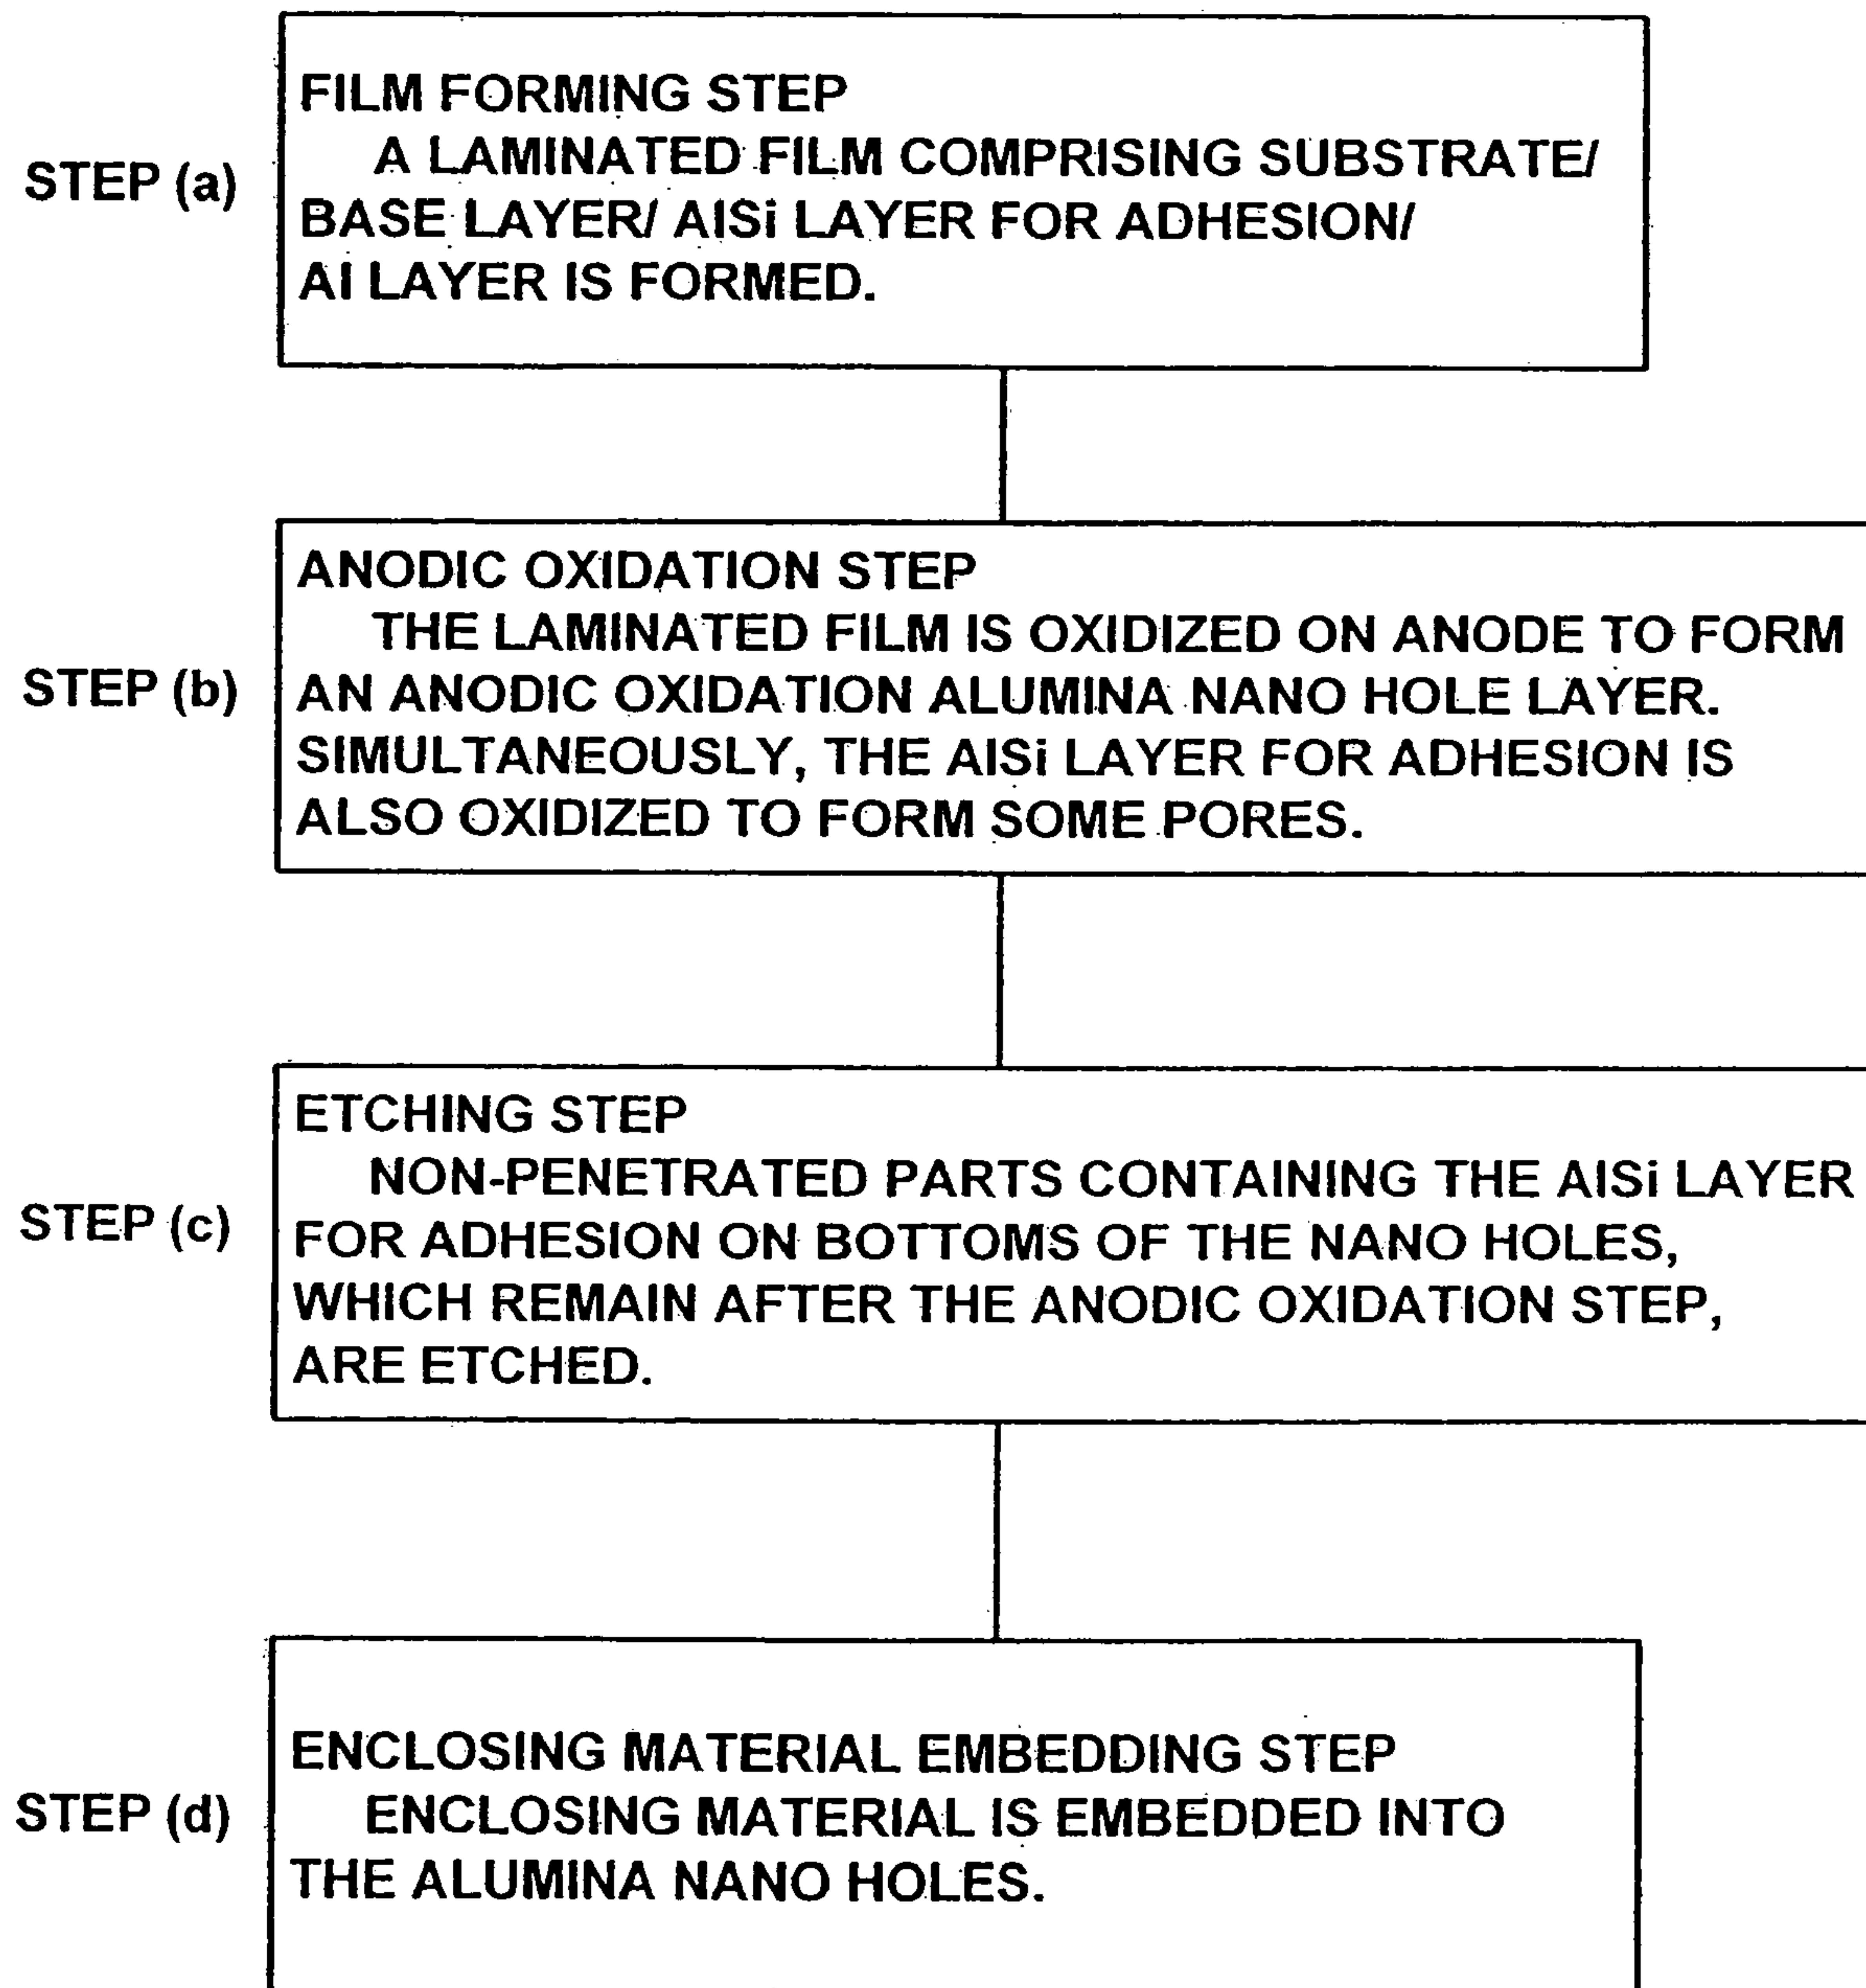 STEP (a)
FILM FORMING STEP
A LAMINATED FILM COMPRISING SUBSTRATE/
BASE LAYER/ AlSi LAYER FOR ADHESION/
Al LAYER IS FORMED.
STEP (b)
ANODIC OXIDATION STEP
THE LAMINATED FILM IS OXIDIZED ON ANODE TO FORM
AN ANODIC OXIDATION ALUMINA NANO HOLE LAYER.
SIMULTANEOUSLY, THE AlSi LAYER FOR ADHESION IS
ALSO OXIDIZED TO FORM SOME PORES.
STEP (c)
ETCHING STEP
NON-PENETRATED PARTS CONTAINING THE AlSi LAYER
FOR ADHESION ON BOTTOMS OF THE NANO HOLES,
WHICH REMAIN AFTER THE ANODIC OXIDATION STEP,
ARE ETCHED.
STEP (d)
ENCLOSING MATERIAL EMBEDDING STEP
ENCLOSING MATERIAL IS EMBEDDED INTO
THE ALUMINA NANO HOLES.